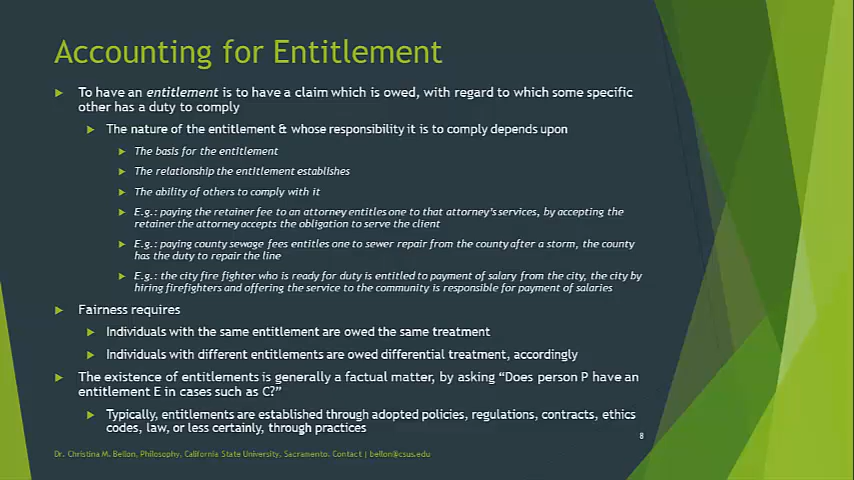 Accounting for Entitlement
To have an entitlement is to have a claim which is owed, with regard to which some specific
other has a duty to comply
The nature of the entitlement & whose responsibility it is to comply depends upon
The basis for the entitlement
The relationship the entitlement establishes
The ability of others to comply with it
E.g.: paying the retainer fee to an attorney entitles one to that attorney's services, by accepting the
retainer the attorney accepts the obligation to serve the client
E.g.: paying county sewage fees entitles one to sewer repair from the county after a storm, the county
has the duty to repair the line
E.g.: the city fire fighter who is ready for duty is entitled to payment of salary from the city, the city by
hiring firefighters and offering the service to the community is responsible for payment of salaries
Fairness requires
Individuals with the same entitlement are owed the same treatment
Individuals with different entitlements are owed differential treatment, accordingly
The existence of entitlements is generally a factual matter, by asking "Does person P have an
entitlement E in cases such as C?"
Typically, entitlements are established through adopted policies, regulations, contracts, ethics
codes, law, or less certainly, through practices
8
Dr. Christina M. Bellon, Philosophy, California State University, Sacramento. Contact | bellon@csus.edu